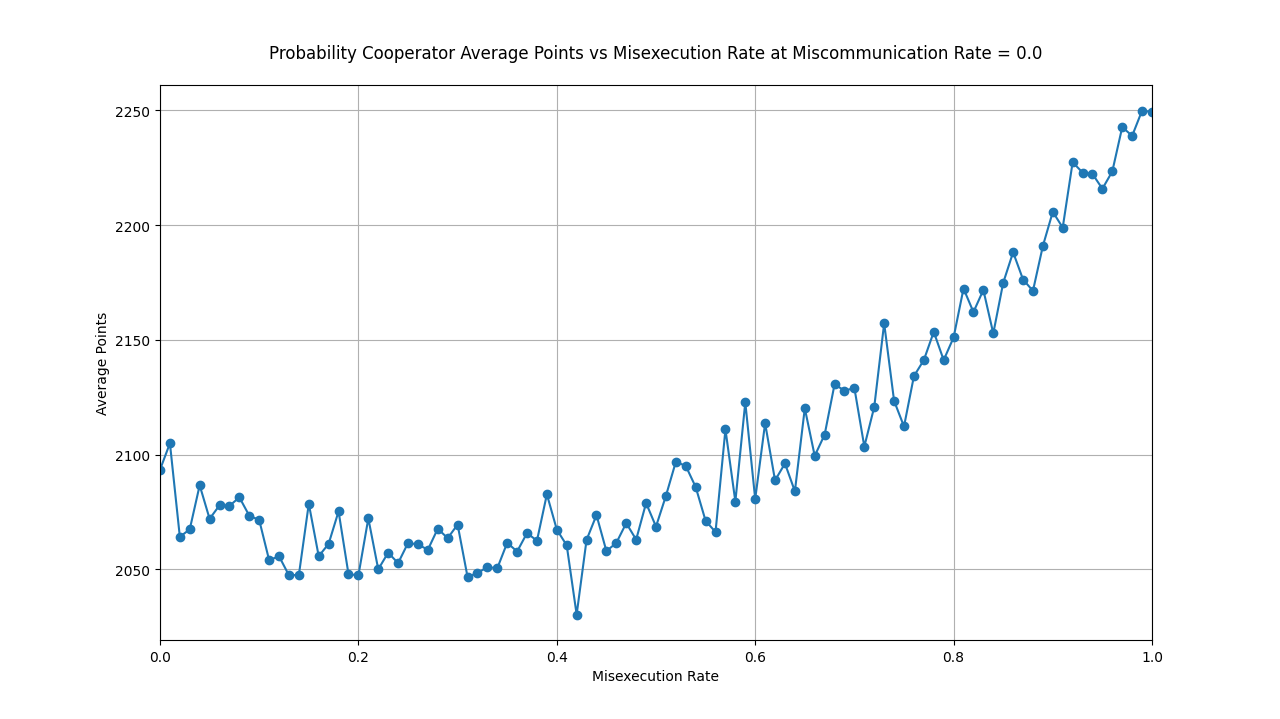 Probability Cooperator Average Points vs Misexecution Rate at Miscommunication Rate = 0.0
2250
2200
2150
2100
2050
Average Points
0.0 0.2 0.4 0.6 0.8 1.0
Misexecution Rate